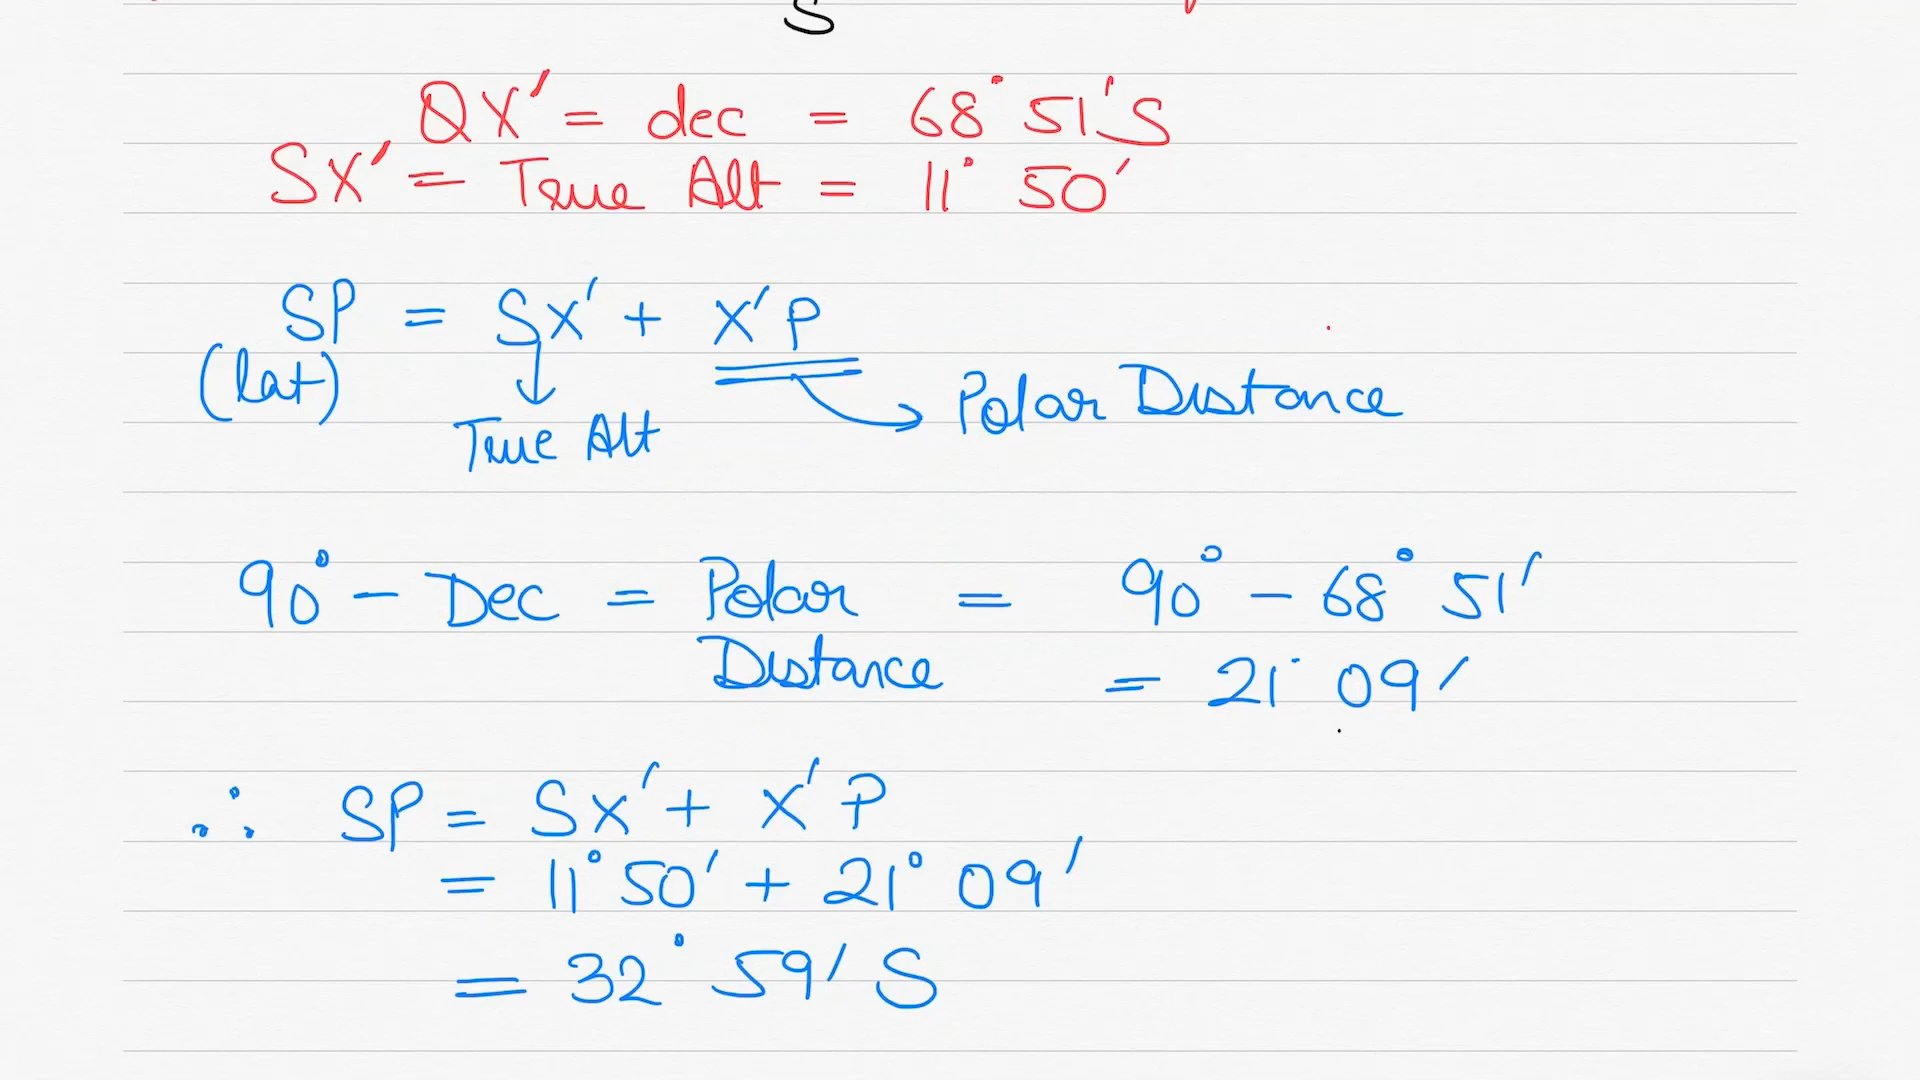 S
QX' = dec = 68° 51' S
SX' = True Alt = 11° 50'
SP = SX' + X'P
(lat)
True Alt
Polar Distance
90° - Dec = Polar Distance = 90° - 68° 51'
= 21° 09'
∴ SP = SX' + X'P
= 11° 50' + 21° 09'
= 32° 59' S